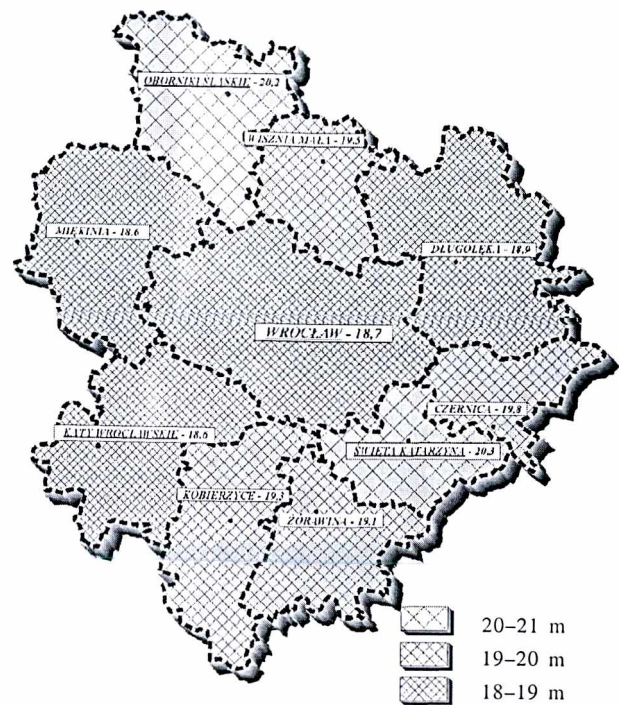 OBORNIKI ŚLĄSKIE - 20,2
WISZNIA MAŁA - 19,5
MIĘKINIA - 18.6
DŁUGOŁĘKA - 18,9
WROCŁAW - 18,7
CZERNICA - 19,8
KĄTY WROCŁAWSKIE - 18,6
ŚWIĘTA KATARZYNA - 20,3
KOBIERZYCE - 19,3
ŻÓRAWINA - 19,1
20–21 m
19–20 m
18–19 m